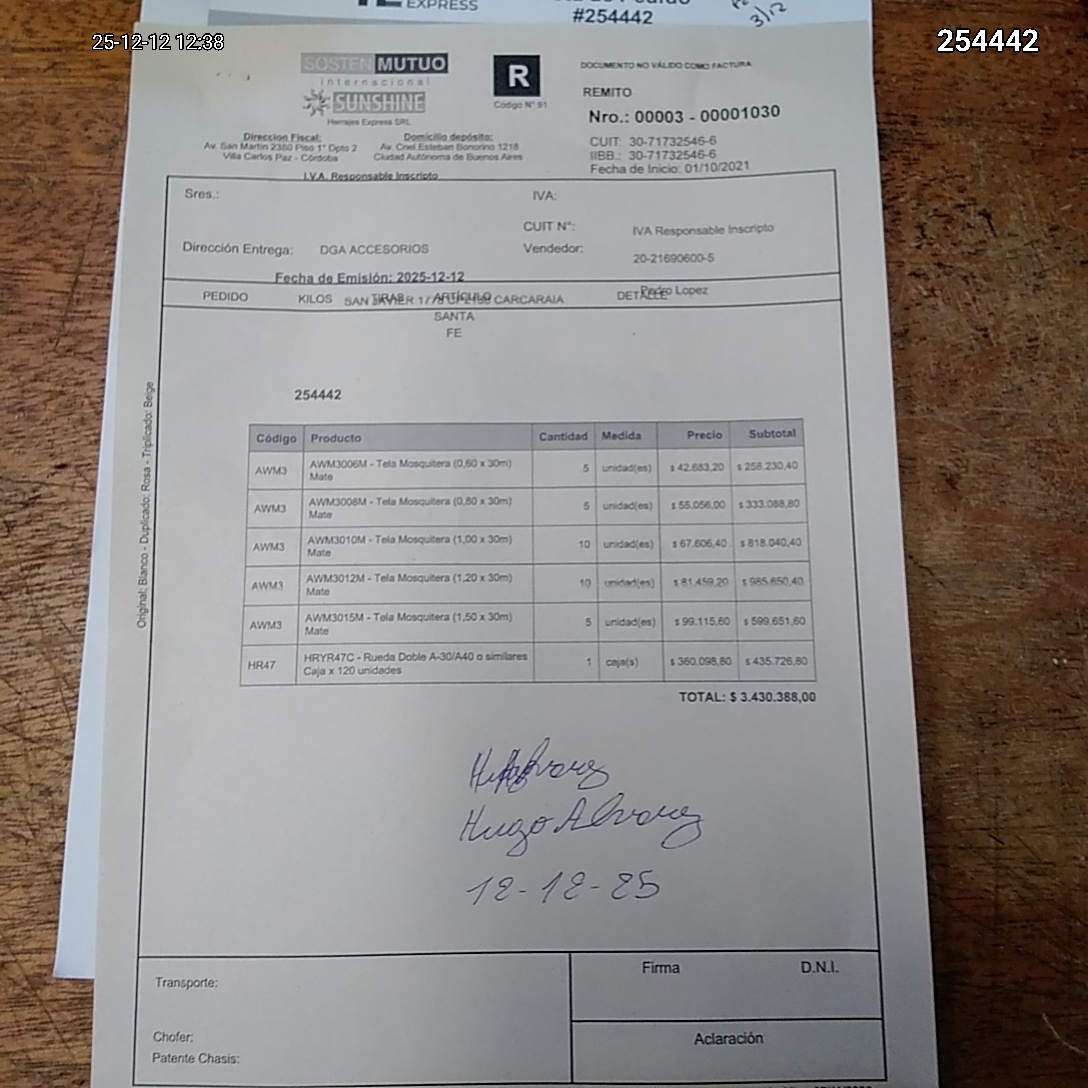 EXPRESS
#254442
3/12
25-12-12 12:38
254442
SOSTÉN MUTUO
internacional
SUNSHINE
Herrajes Express SRL
R
Código N° 91
DOCUMENTO NO VÁLIDO COMO FACTURA
REMITO
Nro.: 00003 - 00001030
CUIT: 30-71732546-6
IIBB.: 30-71732546-6
Fecha de Inicio: 01/10/2021
Direccion Fiscal:
Av. San Martin 2360 Piso 1° Dpto 2
Villa Carlos Paz - Córdoba
Domicilio depósito:
Av. Cnel. Esteban Bonorino 1218
Ciudad Autónoma de Buenos Aires
I.V.A. Responsable Inscripto
Sres.:
IVA:
CUIT N°:
IVA Responsable Inscripto
Dirección Entrega: DGA ACCESORIOS
Vendedor:
20-21690600-5
Fecha de Emisión: 2025-12-12
Pedro Lopez
PEDIDO KILOS TIRAS ARTÍCULO DETALLE
SAN JAVIER CARCARAIA
SANTA
FE
254442
Código Producto Cantidad Medida Precio Subtotal
AWM3 AWM3006M - Tela Mosquitera (0,60 x 30m) Mate 5 unidad(es) $ 42.683,20 $ 258.230,40
AWM3 AWM3008M - Tela Mosquitera (0,80 x 30m) Mate 5 unidad(es) $ 55.056,00 $ 333.088,80
AWM3 AWM3010M - Tela Mosquitera (1,00 x 30m) Mate 10 unidad(es) $ 67.606,40 $ 818.040,40
AWM3 AWM3012M - Tela Mosquitera (1,20 x 30m) Mate 10 unidad(es) $ 81.459,20 $ 985.650,40
AWM3 AWM3015M - Tela Mosquitera (1,50 x 30m) Mate 5 unidad(es) $ 99.115,60 $ 599.651,60
HR47 HRYR47C - Rueda Doble A-30/A40 o similares Caja x 120 unidades 1 caja(s) $ 360.098,80 $ 435.726,80
TOTAL: $ 3.430.388,00
Hugo Alvarez
12-12-25
Original: Blanco - Duplicado: Rosa - Triplicado: Beige
Transporte:
Chofer:
Patente Chasis:
Firma D.N.I.
Aclaración